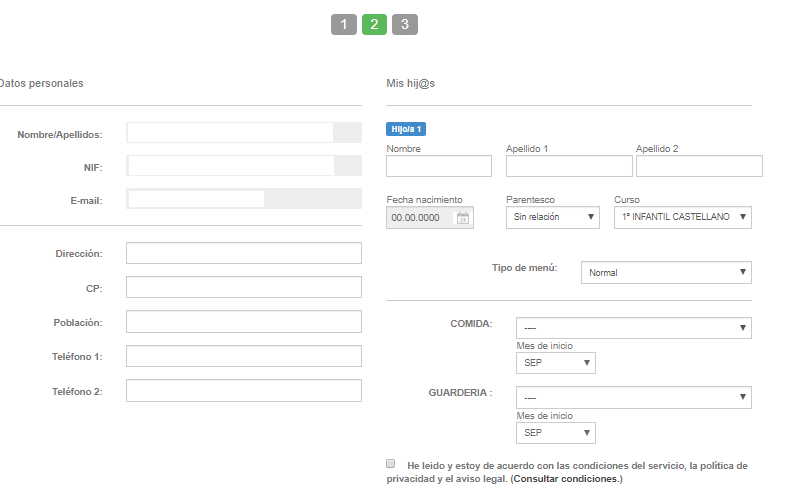 1 2 3
Datos personales
Nombre/Apellidos:
NIF:
E-mail:
Dirección:
CP:
Población:
Teléfono 1:
Teléfono 2:
Mis hij@s
Hijo/a 1
Nombre Apellido 1 Apellido 2
Fecha nacimiento Parentesco Curso
00.00.0000 Sin relación 1º INFANTIL CASTELLANO
Tipo de menú: Normal
COMIDA: ----
Mes de inicio
SEP
GUARDERIA : ----
Mes de inicio
SEP
He leido y estoy de acuerdo con las condiciones del servicio, la política de
privacidad y el aviso legal. (Consultar condiciones.)